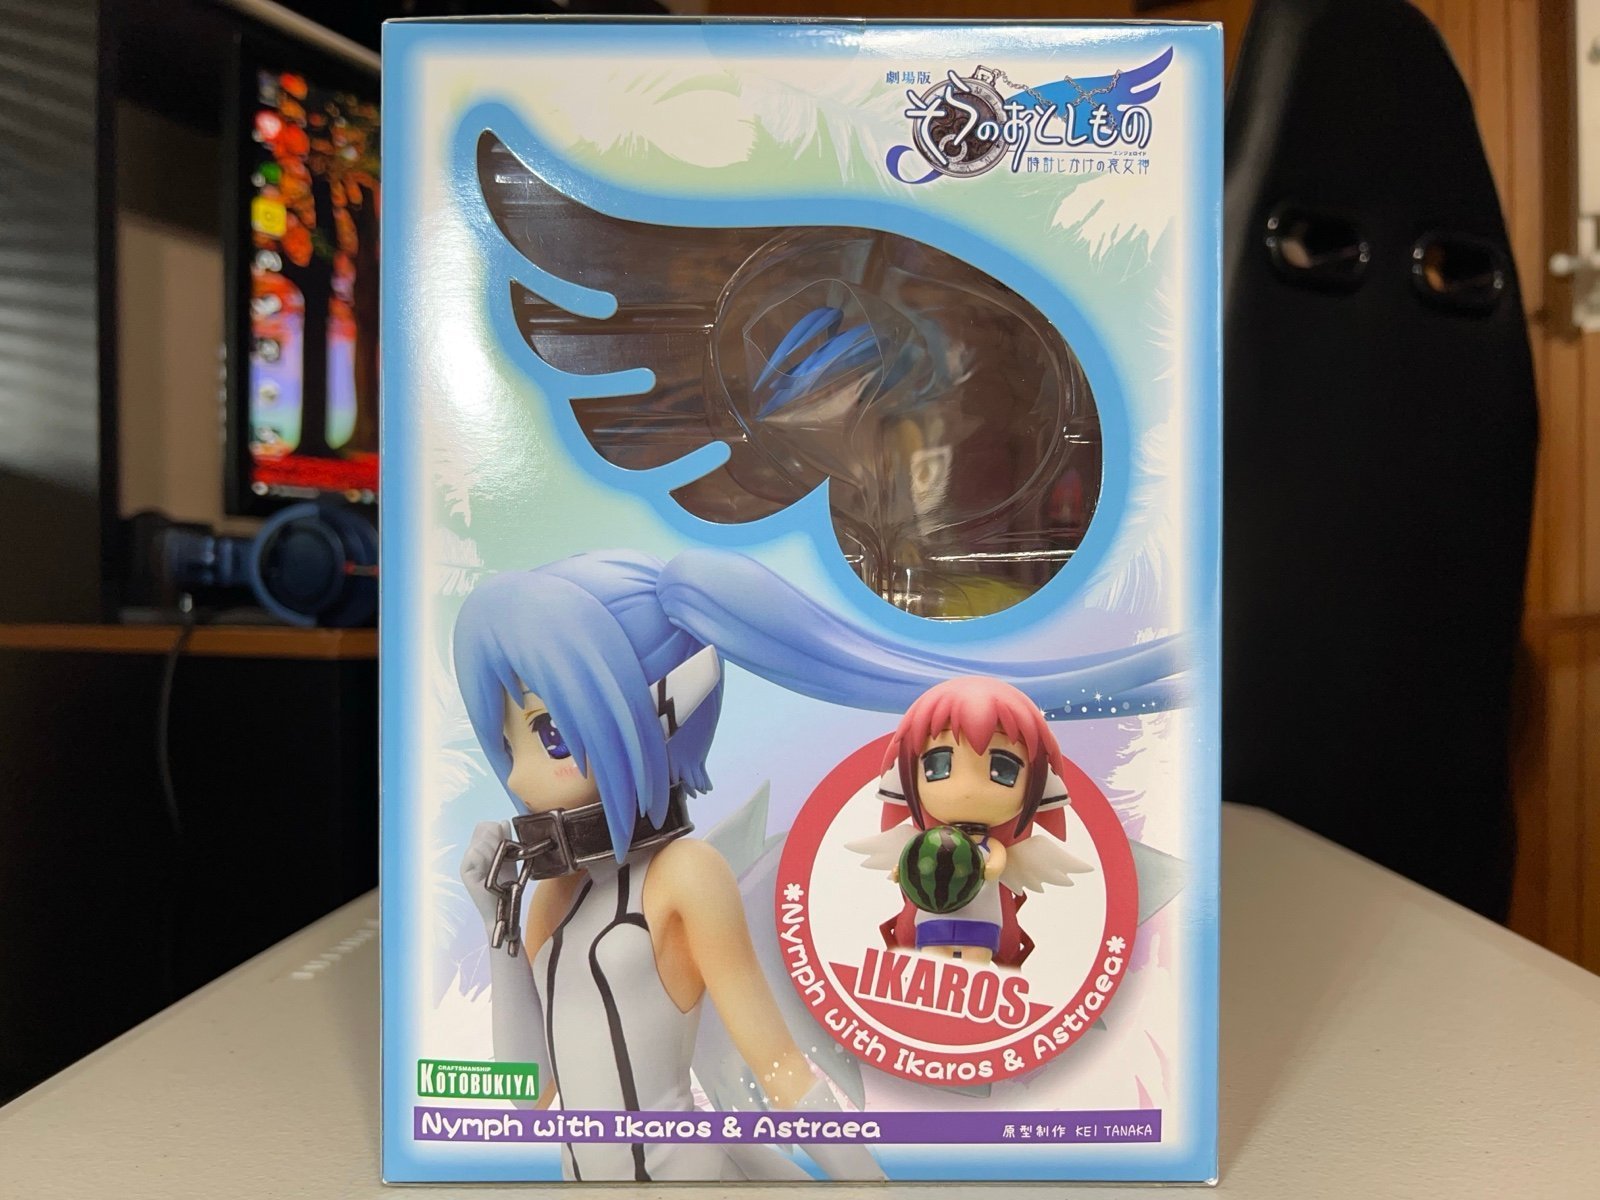 劇場版
そらのおとしもの
エンジェロイド
時計じかけの哀女神
IKAROS
*Nymph with Ikaros & Astraea*
CRAFTSMANSHIP
KOTOBUKIYA
Nymph with Ikaros & Astraea
原型制作 KEI TANAKA